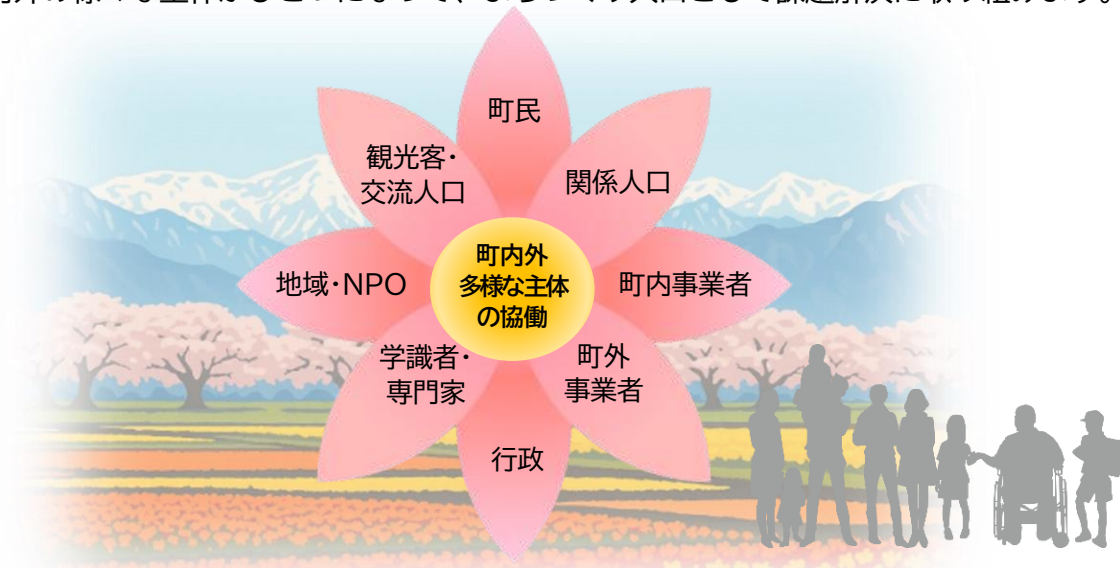 町民
観光客・
交流人口
関係人口
町内外
多様な主体
の協働
地域・NPO
町内事業者
学識者・
専門家
町外
事業者
行政